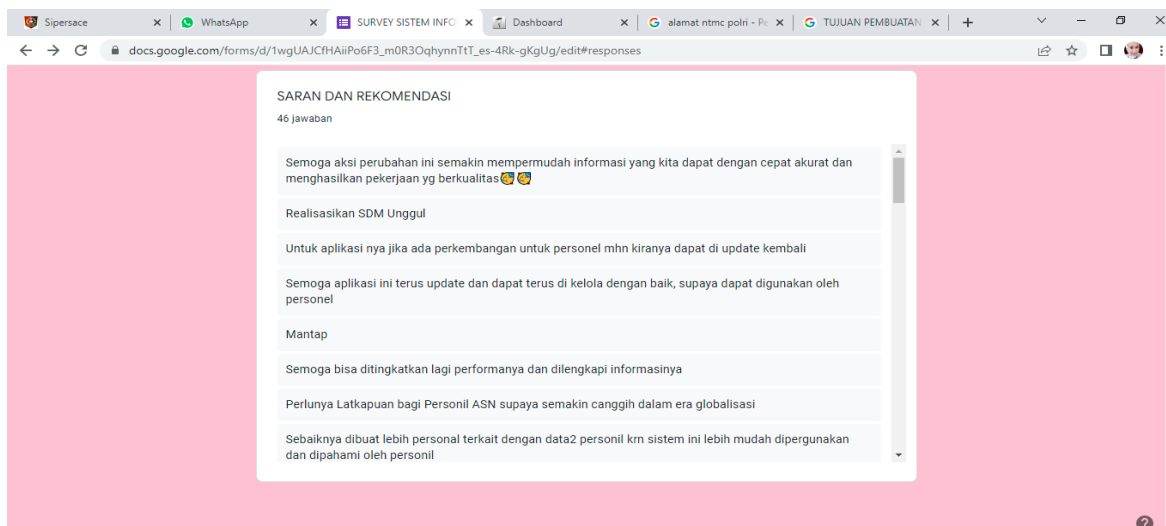 Sipersace
WhatsApp
SURVEY SISTEM INFO
Dashboard
alamat ntmc polri - Pe
TUJUAN PEMBUATAN
docs.google.com/forms/d/1wgUAJCfHAiiPo6F3_m0R3OqhynnTtT_es-4Rk-gKgUg/edit#responses
SARAN DAN REKOMENDASI
46 jawaban
Semoga aksi perubahan ini semakin mempermudah informasi yang kita dapat dengan cepat akurat dan
menghasilkan pekerjaan yg berkualitas🥰🥰
Realisasikan SDM Unggul
Untuk aplikasi nya jika ada perkembangan untuk personel mhn kiranya dapat di update kembali
Semoga aplikasi ini terus update dan dapat terus di kelola dengan baik, supaya dapat digunakan oleh
personel
Mantap
Semoga bisa ditingkatkan lagi performanya dan dilengkapi informasinya
Perlunya Latkapuan bagi Personil ASN supaya semakin canggih dalam era globalisasi
Sebaiknya dibuat lebih personal terkait dengan data2 personil krn sistem ini lebih mudah dipergunakan
dan dipahami oleh personil